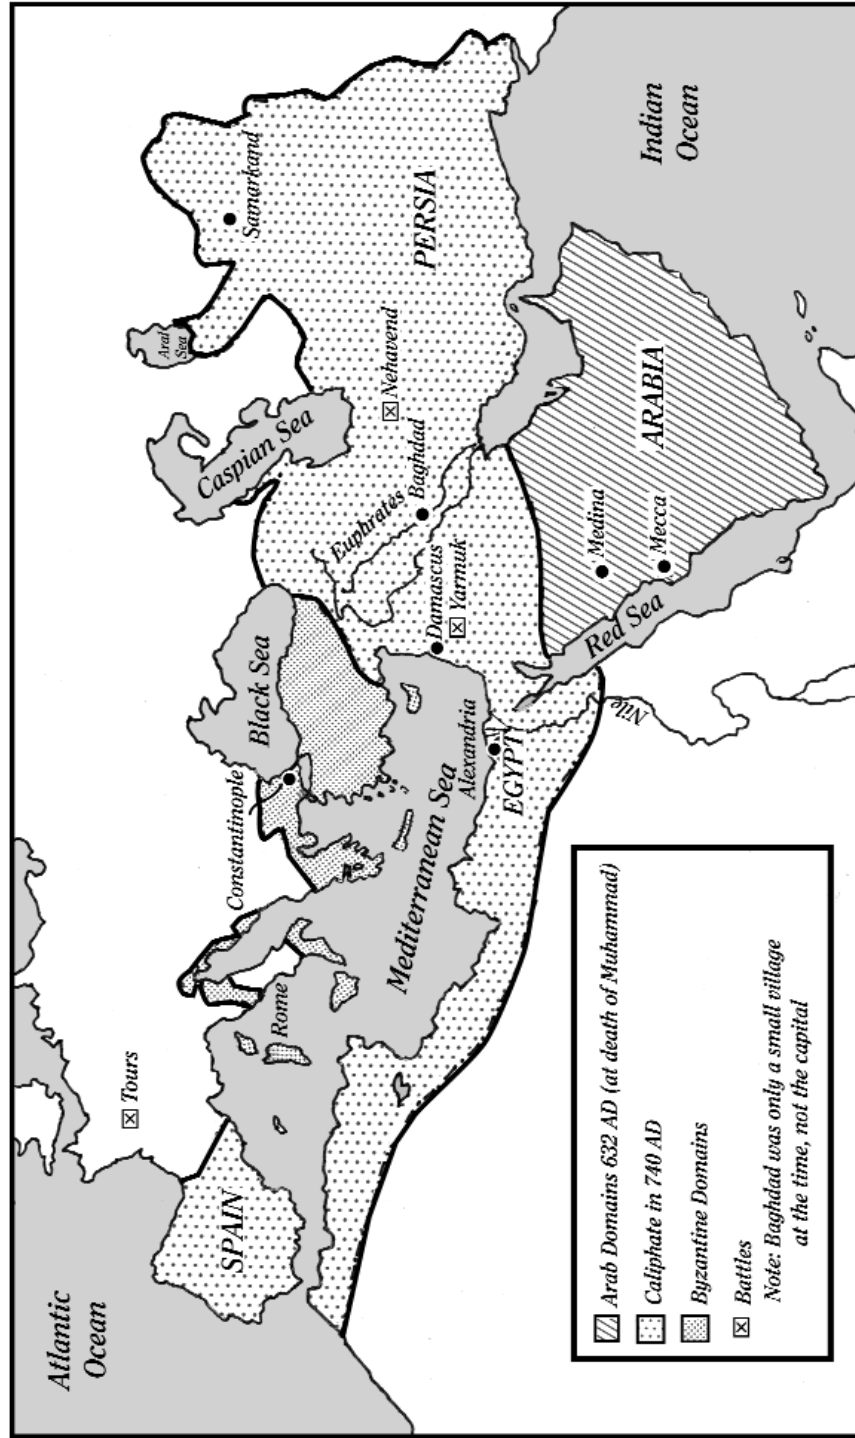 Atlantic
Ocean
SPAIN
Tours
Rome
Constantinople
Black Sea
Caspian Sea
Aral
Sea
Samarkand
Mediterranean Sea
Alexandria
EGYPT
Nile
Damascus
Yarmuk
Euphrates
Baghdad
Nehavend
PERSIA
Red Sea
Medina
Mecca
ARABIA
Indian
Ocean
Arab Domains 632 AD (at death of Muhammad)
Caliphate in 740 AD
Byzantine Domains
Battles
Note: Baghdad was only a small village
at the time, not the capital